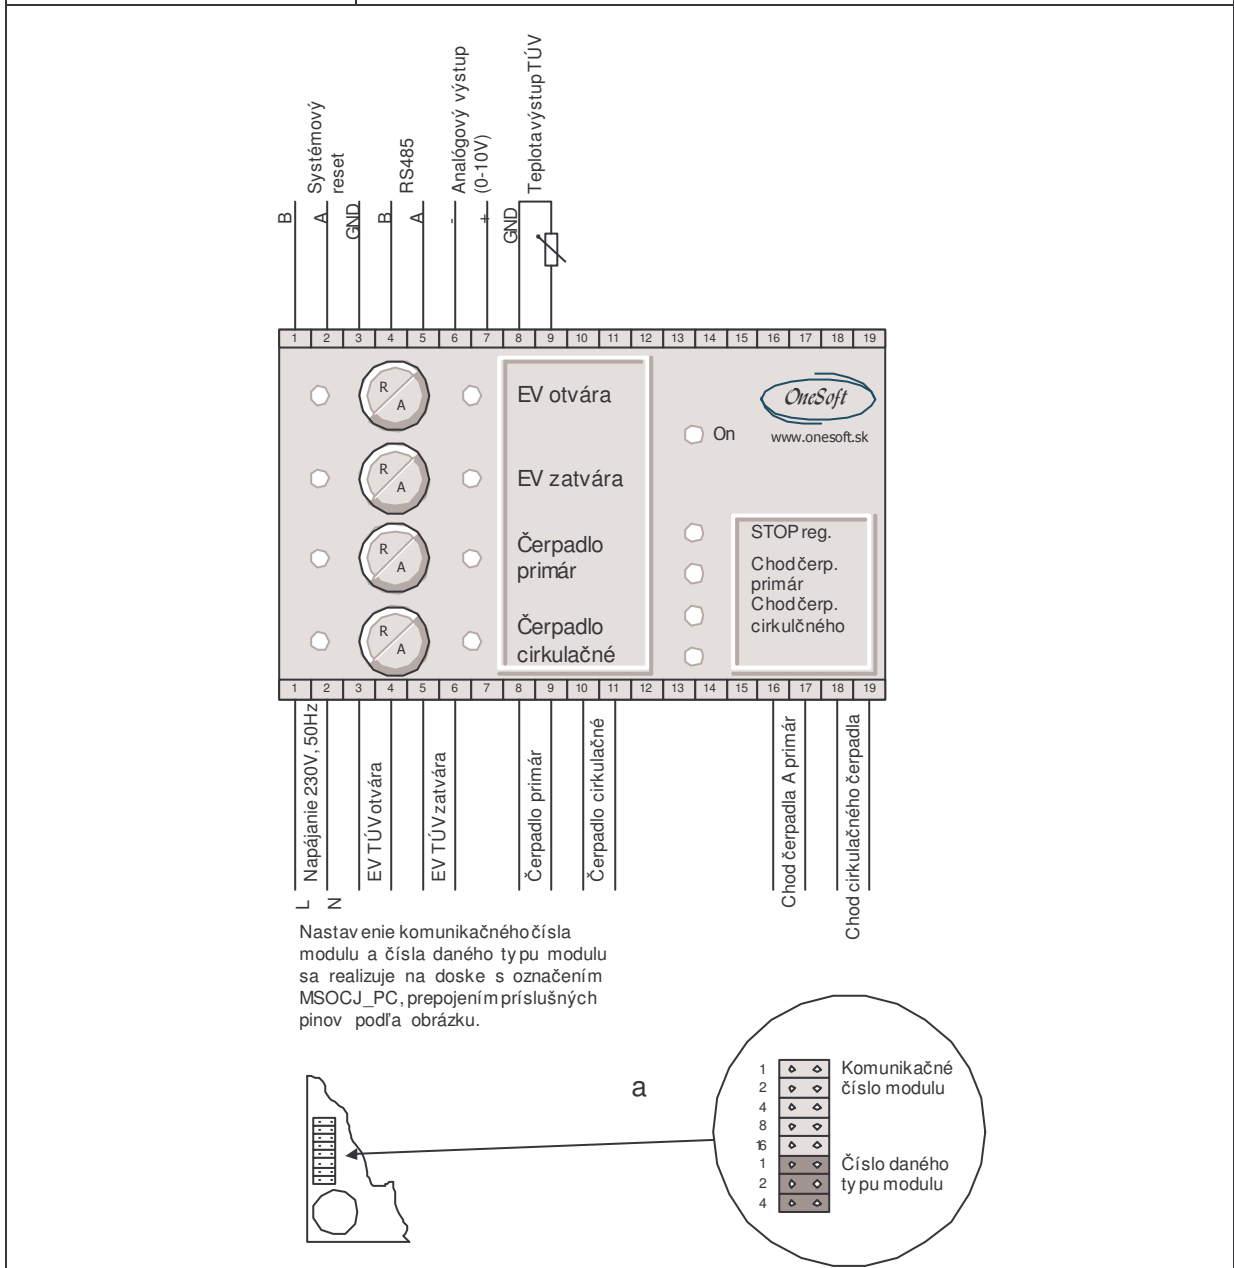 Systémový
reset
RS485
Analógový výstup
(0-10V)
Teplota výstup TÚV
B
A
GND
B
A
-
+
GND
1 2 3 4 5 6 7 8 9 10 11 12 13 14 15 16 17 18 19
R
A
EV otvára
OneSoft
www.onesoft.sk
On
R
A
EV zatvára
R
A
Čerpadlo
primár
STOP reg.
Chod čerp.
primár
Chod čerp.
cirkulčného
R
A
Čerpadlo
cirkulačné
1 2 3 4 5 6 7 8 9 10 11 12 13 14 15 16 17 18 19
Napájanie 230V, 50Hz
L
N
EV TÚV otvára
EV TÚV zatvára
Čerpadlo primár
Čerpadlo cirkulačné
Chod čerpadla A primár
Chod cirkulačného čerpadla
Nastavenie komunikačného čísla
modulu a čísla daného typu modulu
sa realizuje na doske s označením
MSOCJ_PC, prepojením príslušných
pinov podľa obrázku.
a
1
2
4
8
16
Komunikačné
číslo modulu
1
2
4
Číslo daného
typu modulu